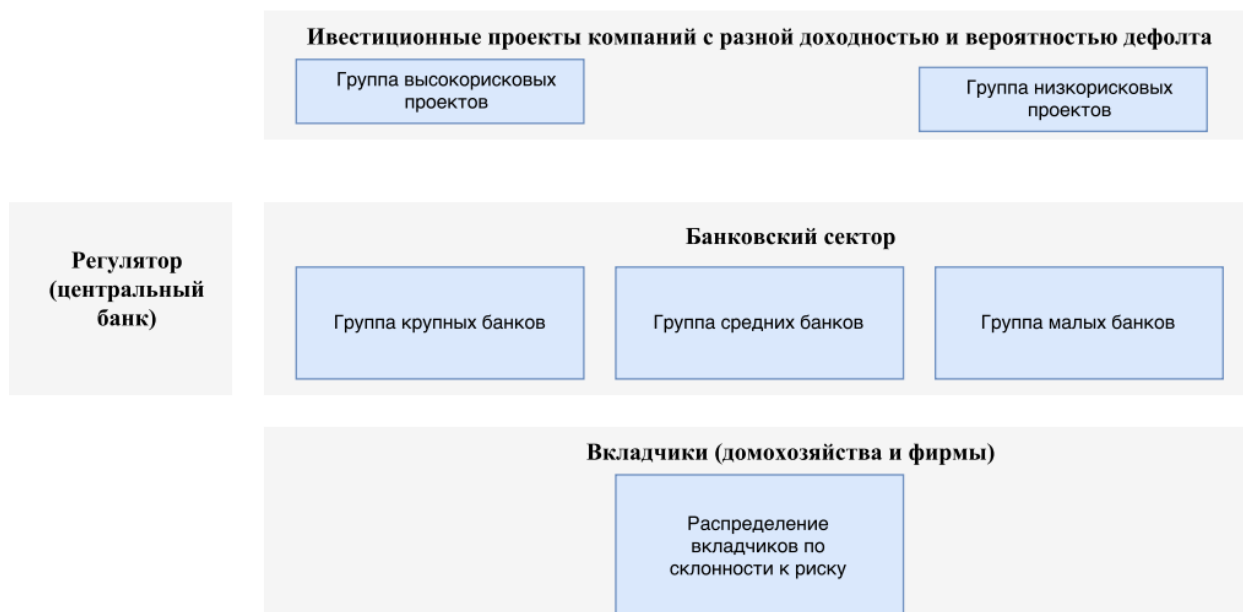 Ивестиционные проекты компаний с разной доходностью и вероятностью дефолта
Группа высокорисковых
проектов
Группа низкорисковых
проектов
Регулятор
(центральный
банк)
Банковский сектор
Группа крупных банков
Группа средних банков
Группа малых банков
Вкладчики (домохозяйства и фирмы)
Распределение
вкладчиков по
склонности к риску